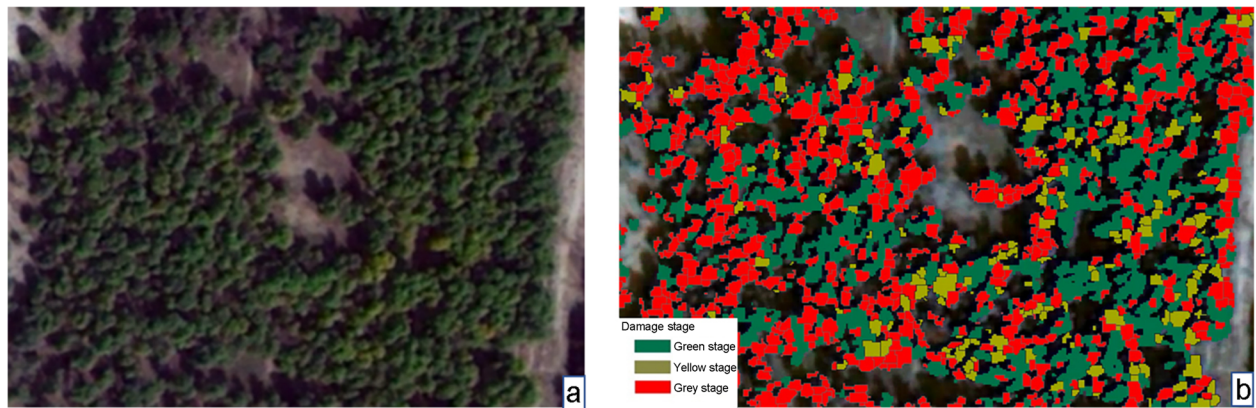 a
Damage stage
Green stage
Yellow stage
Grey stage
b